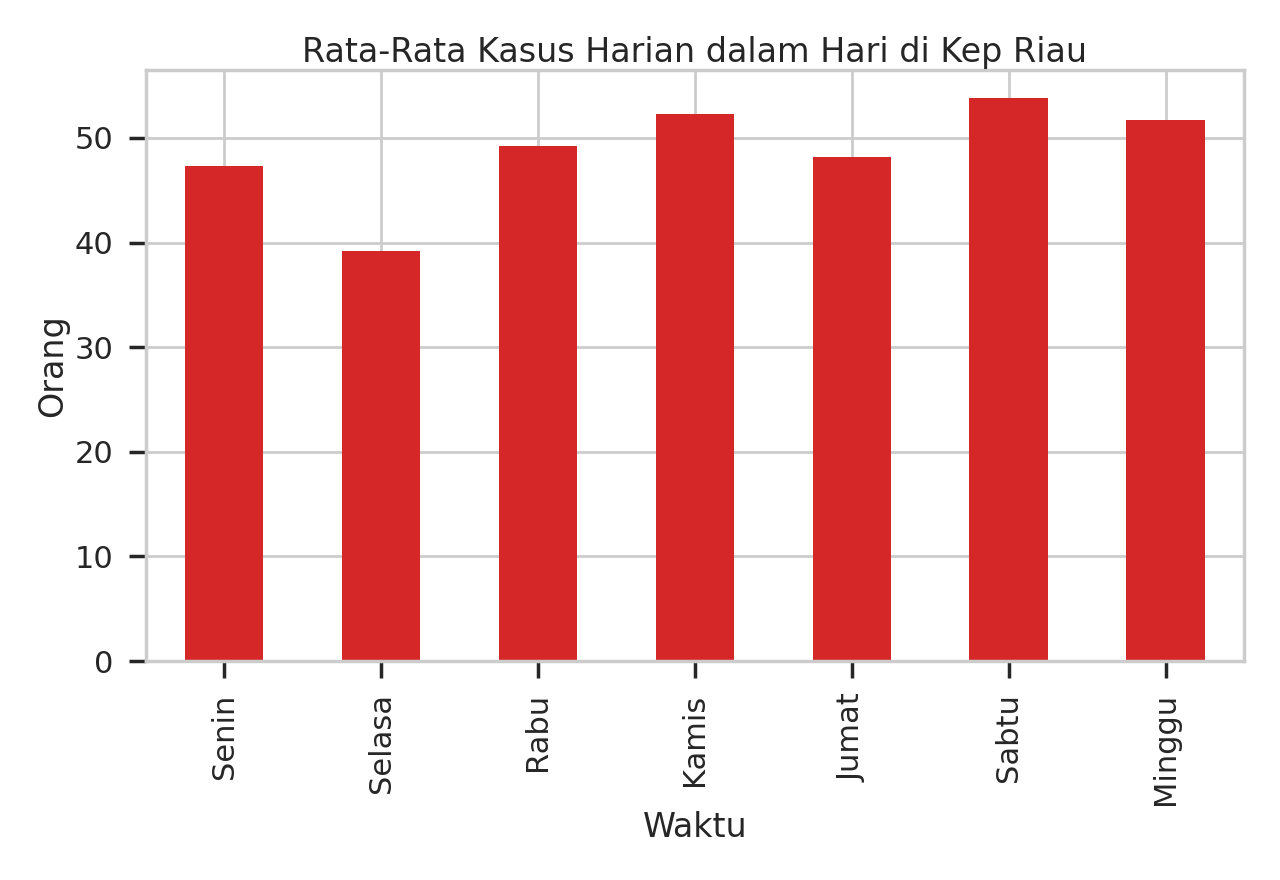 Rata-Rata Kasus Harian dalam Hari di Kep Riau
Orang
50
40
30
20
10
0
Senin
Selasa
Rabu
Kamis
Jumat
Sabtu
Minggu
Waktu